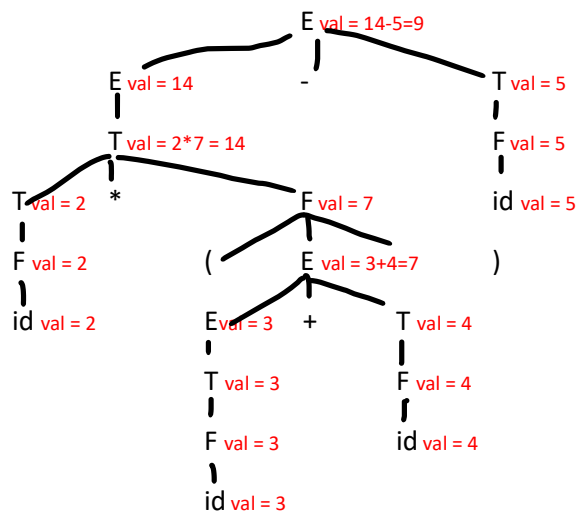 E val = 14-5=9
E val = 14 - T val = 5
T val = 2*7 = 14 F val = 5
T val = 2 * F val = 7 id val = 5
F val = 2 ( E val = 3+4=7 )
id val = 2 E val = 3 + T val = 4
T val = 3 F val = 4
F val = 3 id val = 4
id val = 3